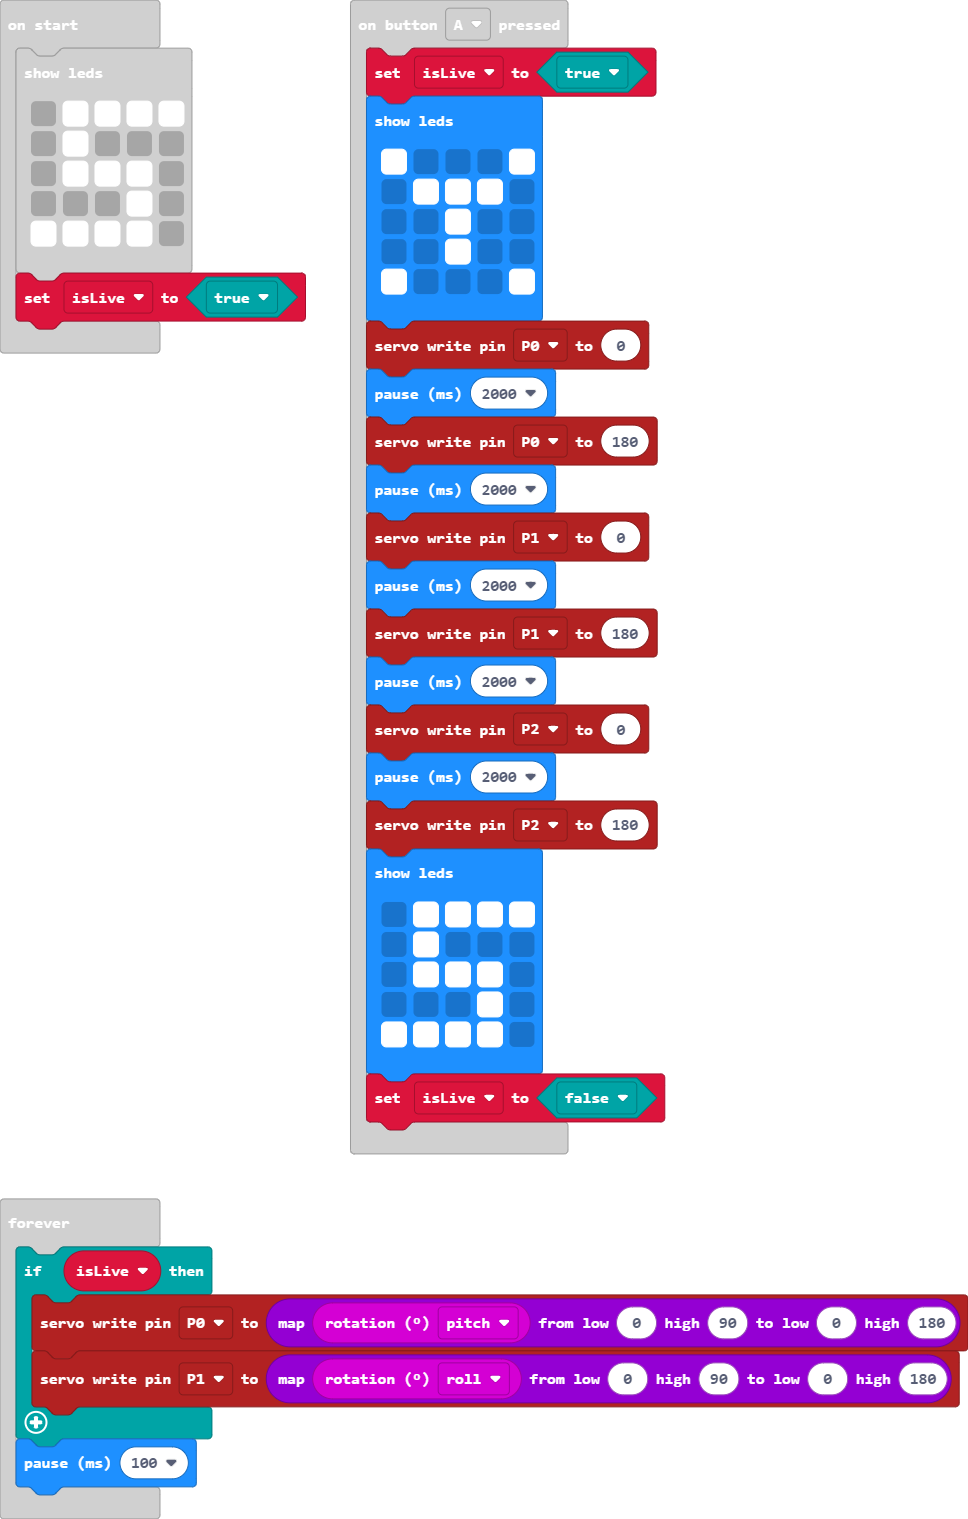 on start
show leds
set isLive to true
on button A pressed
set isLive to true
show leds
servo write pin P0 to 0
pause (ms) 2000
servo write pin P0 to 180
pause (ms) 2000
servo write pin P1 to 0
pause (ms) 2000
servo write pin P1 to 180
pause (ms) 2000
servo write pin P2 to 0
pause (ms) 2000
servo write pin P2 to 180
show leds
set isLive to false
forever
if isLive then
servo write pin P0 to map rotation (º) pitch from low 0 high 90 to low 0 high 180
servo write pin P1 to map rotation (º) roll from low 0 high 90 to low 0 high 180
pause (ms) 100